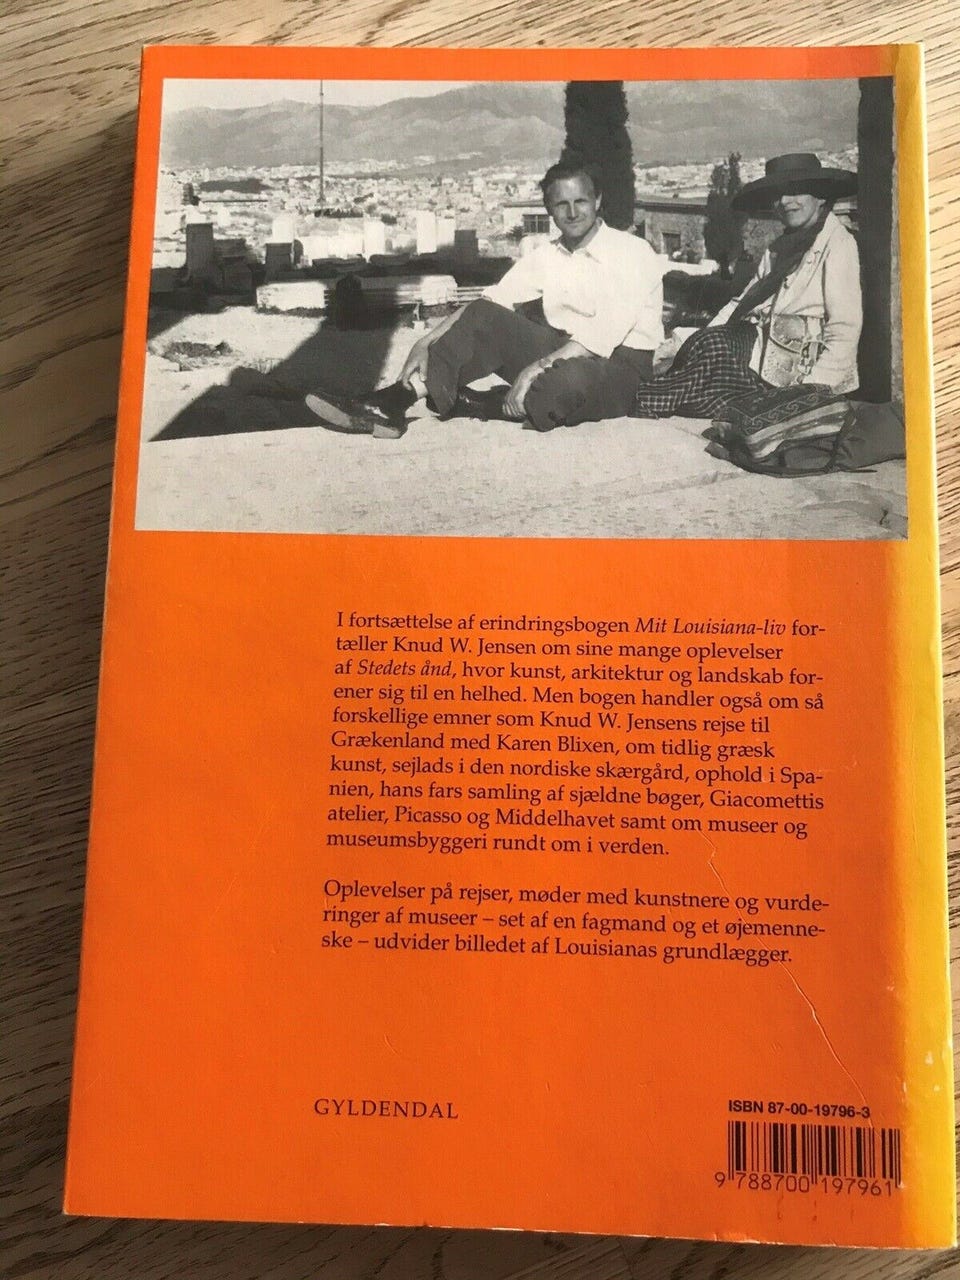 I fortsættelse af erindringsbogen Mit Louisiana-liv for-
tæller Knud W. Jensen om sine mange oplevelser
af Stedets ånd, hvor kunst, arkitektur og landskab for-
ener sig til en helhed. Men bogen handler også om så
forskellige emner som Knud W. Jensens rejse til
Grækenland med Karen Blixen, om tidlig græsk
kunst, sejlads i den nordiske skærgård, ophold i Spa-
nien, hans fars samling af sjældne bøger, Giacomettis
atelier, Picasso og Middelhavet samt om museer og
museumsbyggeri rundt om i verden.
Oplevelser på rejser, møder med kunstnere og vurde-
ringer af museer – set af en fagmand og et øjemenne-
ske – udvider billedet af Louisianas grundlægger.
GYLDENDAL
ISBN 87-00-19796-3
9 788700 197961